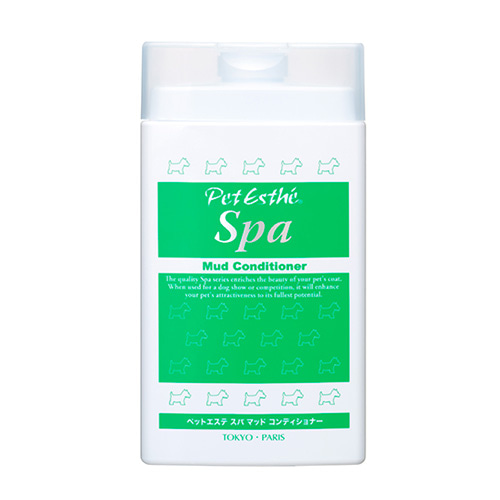 Pet Esthé
Spa
Mud Conditioner
The quality Spa series enriches the beauty of your pet's coat.
When used for a dog show or competition, it will enhance
your pet's attractiveness to its fullest potential.
ペットエステ スパ マッド コンディショナー
TOKYO・PARIS